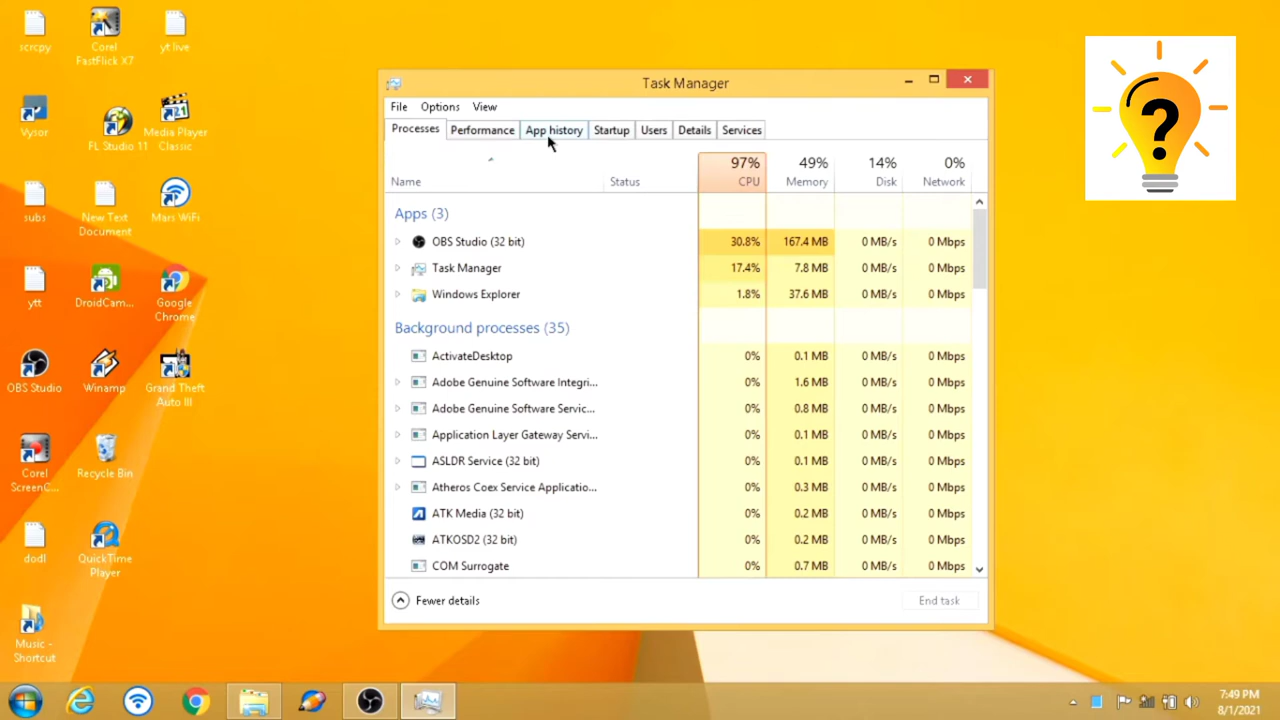 scrcpy
Corel
FastFlick X7
yt live
Vysor
FL Studio 11
Media Player
Classic
subs
New Text
Document
Mars WiFi
ytt
DroidCam...
Google
Chrome
OBS Studio
Winamp
Grand Theft
Auto III
Corel
ScreenC...
Recycle Bin
dodl
QuickTime
Player
Music -
Shortcut
Task Manager
File Options View
Processes Performance App history Startup Users Details Services
97% 49% 14% 0%
Name Status CPU Memory Disk Network
Apps (3)
OBS Studio (32 bit) 30.8% 167.4 MB 0 MB/s 0 Mbps
Task Manager 17.4% 7.8 MB 0 MB/s 0 Mbps
Windows Explorer 1.8% 37.6 MB 0 MB/s 0 Mbps
Background processes (35)
ActivateDesktop 0% 0.1 MB 0 MB/s 0 Mbps
Adobe Genuine Software Integri... 0% 1.6 MB 0 MB/s 0 Mbps
Adobe Genuine Software Servic... 0% 0.8 MB 0 MB/s 0 Mbps
Application Layer Gateway Servi... 0% 0.1 MB 0 MB/s 0 Mbps
ASLDR Service (32 bit) 0% 0.1 MB 0 MB/s 0 Mbps
Atheros Coex Service Applicatio... 0% 0.3 MB 0 MB/s 0 Mbps
ATK Media (32 bit) 0% 0.2 MB 0 MB/s 0 Mbps
ATKOSD2 (32 bit) 0% 0.2 MB 0 MB/s 0 Mbps
COM Surrogate 0% 0.7 MB 0 MB/s 0 Mbps
Fewer details End task
?
7:49 PM
8/1/2021